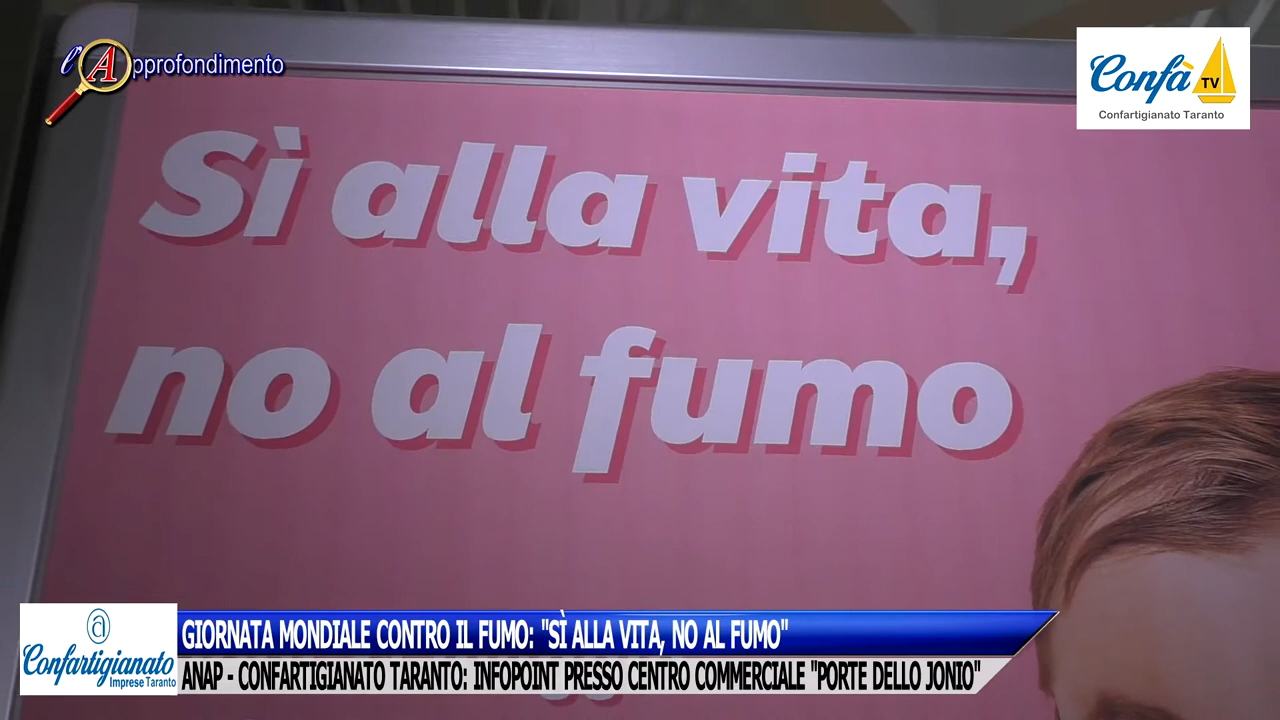 l'Approfondimento
Confà TV
Confartigianato Taranto
Sì alla vita,
no al fumo
@
Confartigianato
Imprese Taranto
GIORNATA MONDIALE CONTRO IL FUMO: "SÌ ALLA VITA, NO AL FUMO"
ANAP - CONFARTIGIANATO TARANTO: INFOPOINT PRESSO CENTRO COMMERCIALE "PORTE DELLO JONIO"